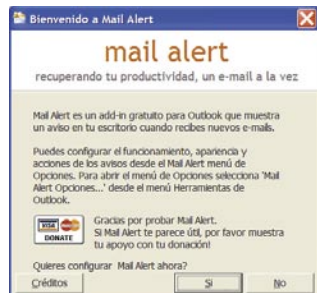 Bienvenido a Mail Alert
mail alert
recuperando tu productividad, un e-mail a la vez
Mail Alert es un add-in gratuito para Outlook que muestra
un aviso en tu escritorio cuando recibes nuevos e-mails.
Puedes configurar el funcionamiento, apariencia y
acciones de los avisos desde el Mail Alert menú de
Opciones. Para abrir el menú de Opciones selecciona 'Mail
Alert Opciones...' desde el menú Herramientas de
Outlook.
VISA
DONATE
Gracias por probar Mail Alert.
Si Mail Alert te parece útil, por favor muestra
tu apoyo con tu donación!
Quieres configurar Mail Alert ahora?
Créditos
Si
No